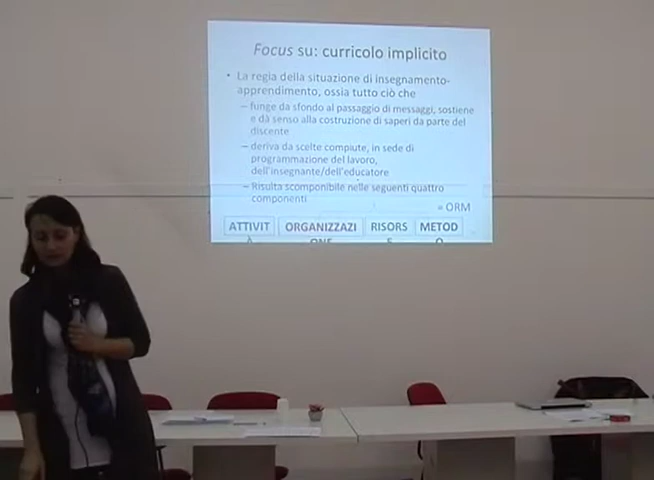 Focus su: curricolo implicito
• La regia della situazione di insegnamento-
apprendimento, ossia tutto ciò che
– funge da sfondo al passaggio di messaggi, sostiene
e dà senso alla costruzione di saperi da parte del
discente
– deriva da scelte compiute, in sede di
programmazione del lavoro,
dell'insegnante/dell'educatore
– Risulta scomponibile nelle seguenti quattro
componenti
= ORM
ATTIVIT
À
ORGANIZZAZI
ONE
RISORS
E
METOD
O